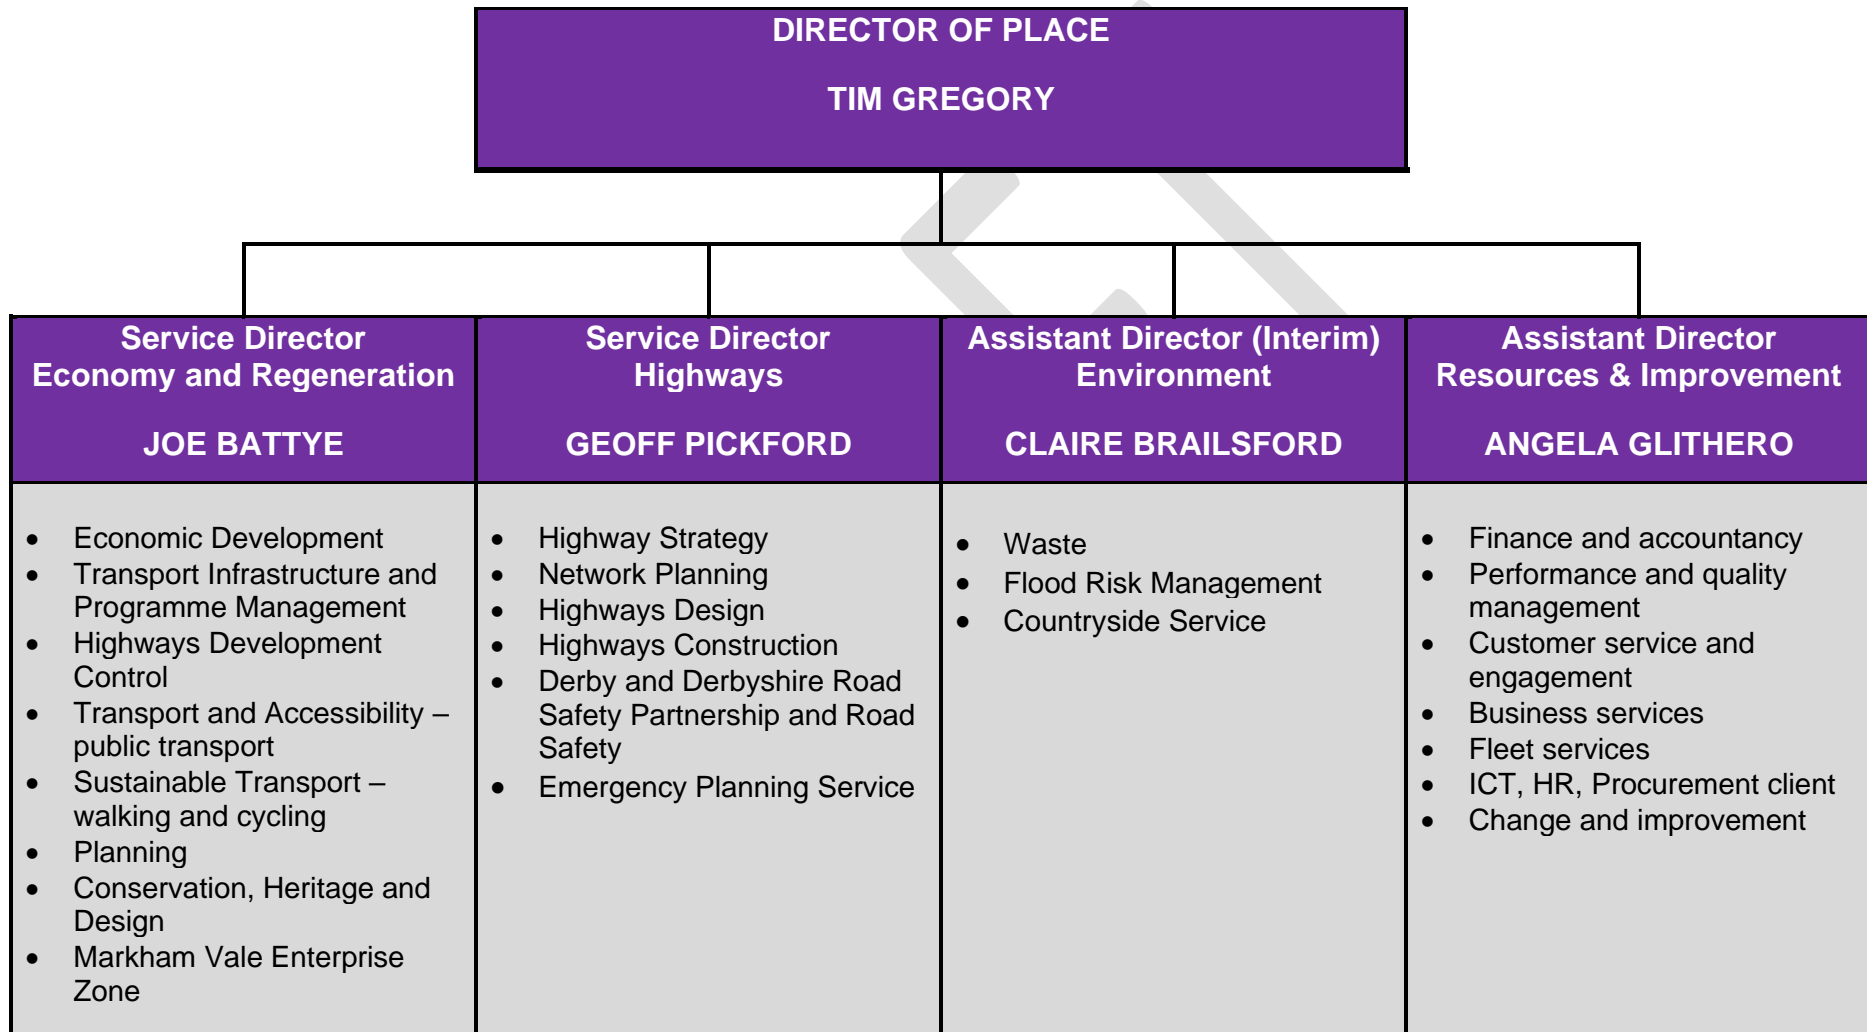 DIRECTOR OF PLACE
TIM GREGORY
Service Director
Economy and Regeneration
JOE BATTYE
Service Director
Highways
GEOFF PICKFORD
Assistant Director (Interim)
Environment
CLAIRE BRAILSFORD
Assistant Director
Resources & Improvement
ANGELA GLITHERO
• Economic Development
• Transport Infrastructure and
Programme Management
• Highways Development
Control
• Transport and Accessibility –
public transport
• Sustainable Transport –
walking and cycling
• Planning
• Conservation, Heritage and
Design
• Markham Vale Enterprise
Zone
• Highway Strategy
• Network Planning
• Highways Design
• Highways Construction
• Derby and Derbyshire Road
Safety Partnership and Road
Safety
• Emergency Planning Service
• Waste
• Flood Risk Management
• Countryside Service
• Finance and accountancy
• Performance and quality
management
• Customer service and
engagement
• Business services
• Fleet services
• ICT, HR, Procurement client
• Change and improvement